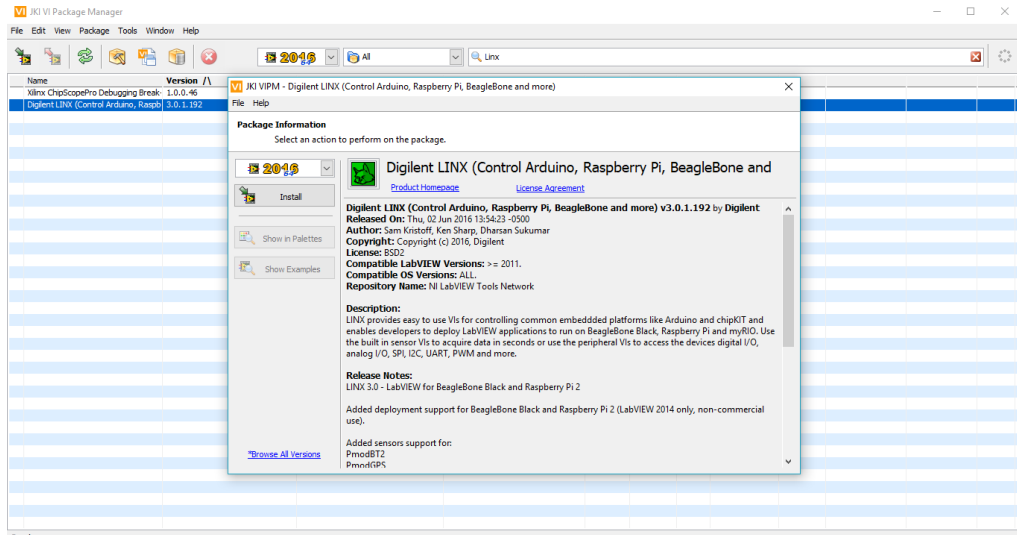 VI JKI VI Package Manager
File Edit View Package Tools Window Help
2016 All Linx
Name Version /\
Xilinx ChipScopePro Debugging Break- 1.0.0.46
Digilent LINX (Control Arduino, Raspb 3.0.1.192
VI JKI VIPM - Digilent LINX (Control Arduino, Raspberry Pi, BeagleBone and more)
File Help
Package Information
Select an action to perform on the package.
2016
Install
Show in Palettes
Show Examples
*Browse All Versions
Digilent LINX (Control Arduino, Raspberry Pi, BeagleBone and
Product Homepage License Agreement
Digilent LINX (Control Arduino, Raspberry Pi, BeagleBone and more) v3.0.1.192 by Digilent
Released On: Thu, 02 Jun 2016 13:54:23 -0500
Author: Sam Kristoff, Ken Sharp, Dharsan Sukumar
Copyright: Copyright (c) 2016, Digilent
License: BSD2
Compatible LabVIEW Versions: >= 2011.
Compatible OS Versions: ALL.
Repository Name: NI LabVIEW Tools Network
Description:
LINX provides easy to use VIs for controlling common embeddded platforms like Arduino and chipKIT and
enables developers to deploy LabVIEW applications to run on BeagleBone Black, Raspberry Pi and myRIO. Use
the built in sensor VIs to acquire data in seconds or use the peripheral VIs to access the devices digital I/O,
analog I/O, SPI, I2C, UART, PWM and more.
Release Notes:
LINX 3.0 - LabVIEW for BeagleBone Black and Raspberry Pi 2
Added deployment support for BeagleBone Black and Raspberry Pi 2 (LabVIEW 2014 only, non-commercial
use).
Added sensors support for:
PmodBT2
PmodGPS